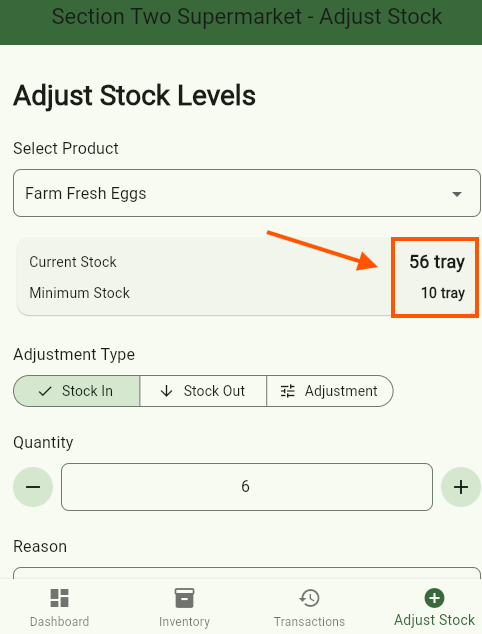 Section Two Supermarket - Adjust Stock
Adjust Stock Levels
Select Product
Farm Fresh Eggs
Current Stock 56 tray
Minimum Stock 10 tray
Adjustment Type
Stock In Stock Out Adjustment
Quantity
6
Reason
Dashboard Inventory Transactions Adjust Stock